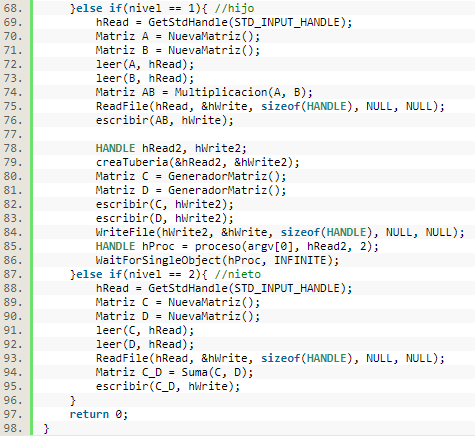 68.     }else if(nivel == 1){ //hijo
69.         hRead = GetStdHandle(STD_INPUT_HANDLE);
70.         Matriz A = NuevaMatriz();
71.         Matriz B = NuevaMatriz();
72.         leer(A, hRead);
73.         leer(B, hRead);
74.         Matriz AB = Multiplicacion(A, B);
75.         ReadFile(hRead, &hWrite, sizeof(HANDLE), NULL, NULL);
76.         escribir(AB, hWrite);
77.
78.         HANDLE hRead2, hWrite2;
79.         creaTuberia(&hRead2, &hWrite2);
80.         Matriz C = GeneradorMatriz();
81.         Matriz D = GeneradorMatriz();
82.         escribir(C, hWrite2);
83.         escribir(D, hWrite2);
84.         WriteFile(hWrite2, &hWrite, sizeof(HANDLE), NULL, NULL);
85.         HANDLE hProc = proceso(argv[0], hRead2, 2);
86.         WaitForSingleObject(hProc, INFINITE);
87.     }else if(nivel == 2){ //nieto
88.         hRead = GetStdHandle(STD_INPUT_HANDLE);
89.         Matriz C = NuevaMatriz();
90.         Matriz D = NuevaMatriz();
91.         leer(C, hRead);
92.         leer(D, hRead);
93.         ReadFile(hRead, &hWrite, sizeof(HANDLE), NULL, NULL);
94.         Matriz C_D = Suma(C, D);
95.         escribir(C_D, hWrite);
96.     }
97.     return 0;
98. }